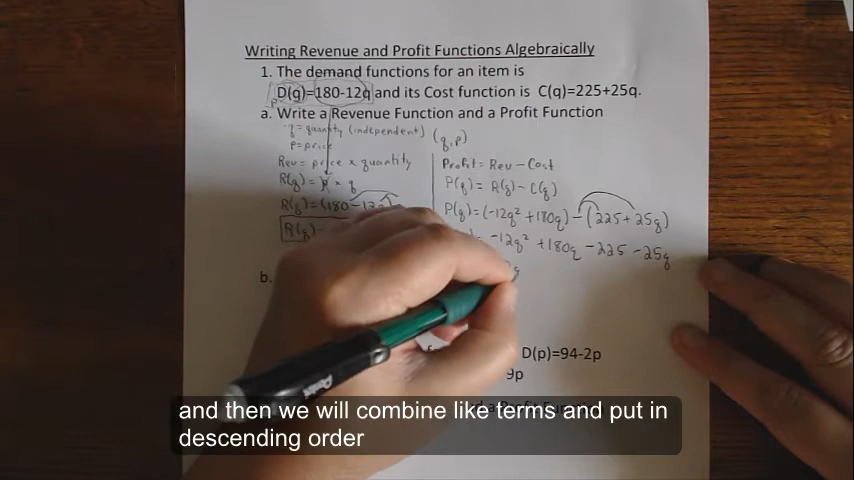 Writing Revenue and Profit Functions Algebraically
1. The demand functions for an item is
D(q)=180-12q and its Cost function is C(q)=225+25q.
P
a. Write a Revenue Function and a Profit Function
q = quantity (independent) (q,p)
p = price
Rev = price x quantity
R(q) = p x q
R(q) = (180-12q)
R(q) =
Profit = Rev - Cost
P(q) = R(q) - C(q)
P(q) = (-12q² + 180q) - (225 + 25q)
-12q² + 180q - 225 - 25q
b.
D(p)=94-2p
9p
and then we will combine like terms and put in
descending order